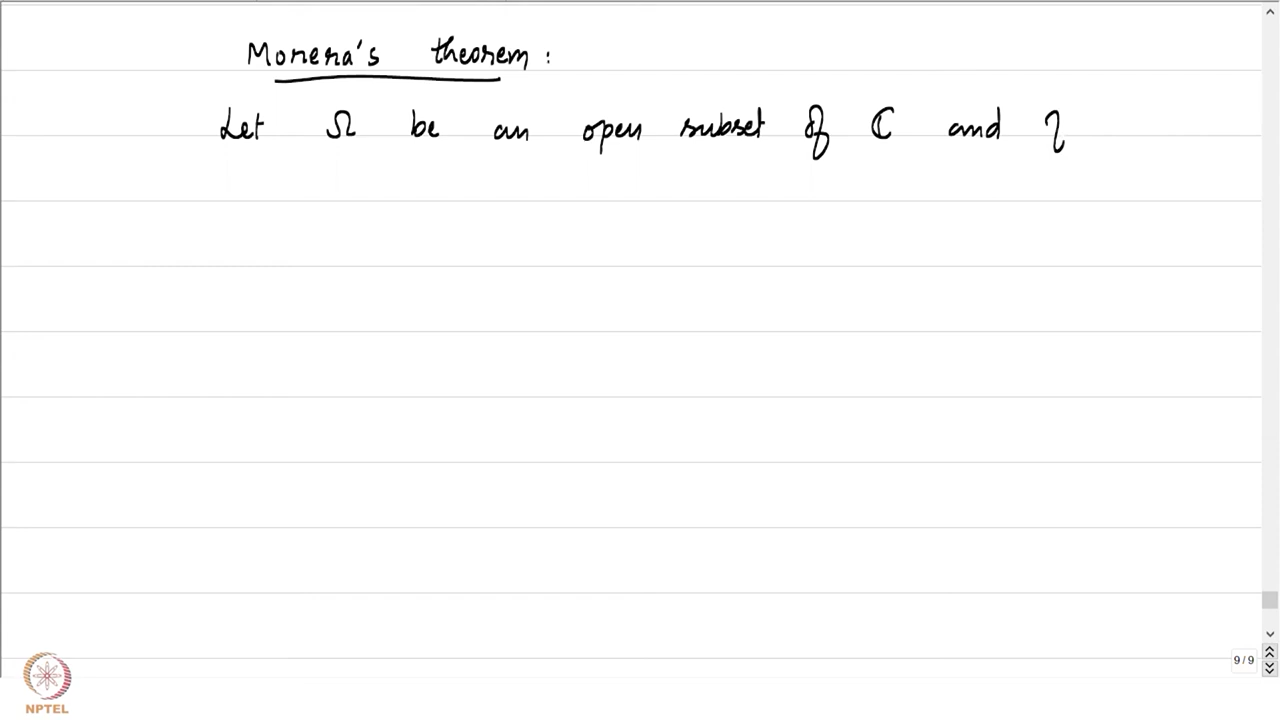 Morera's theorem :
Let Ω be an open subset of ℂ and
9/9
NPTEL